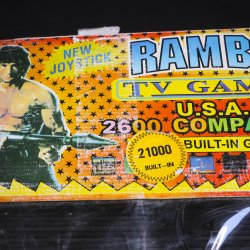 NEW
JOYSTICK
RAMB
TV GAM
U.S.A
2600 COMPA
BUILT-IN G
21000
BUILT-IN